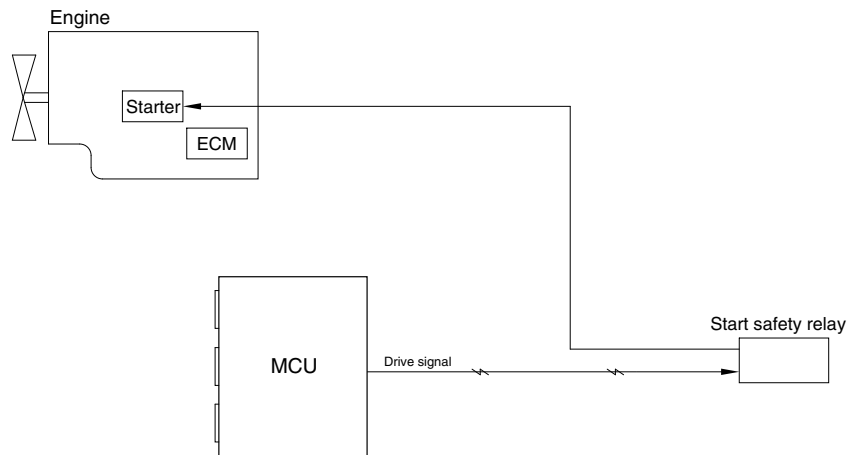 Engine
Starter
ECM
Start safety relay
MCU
Drive signal